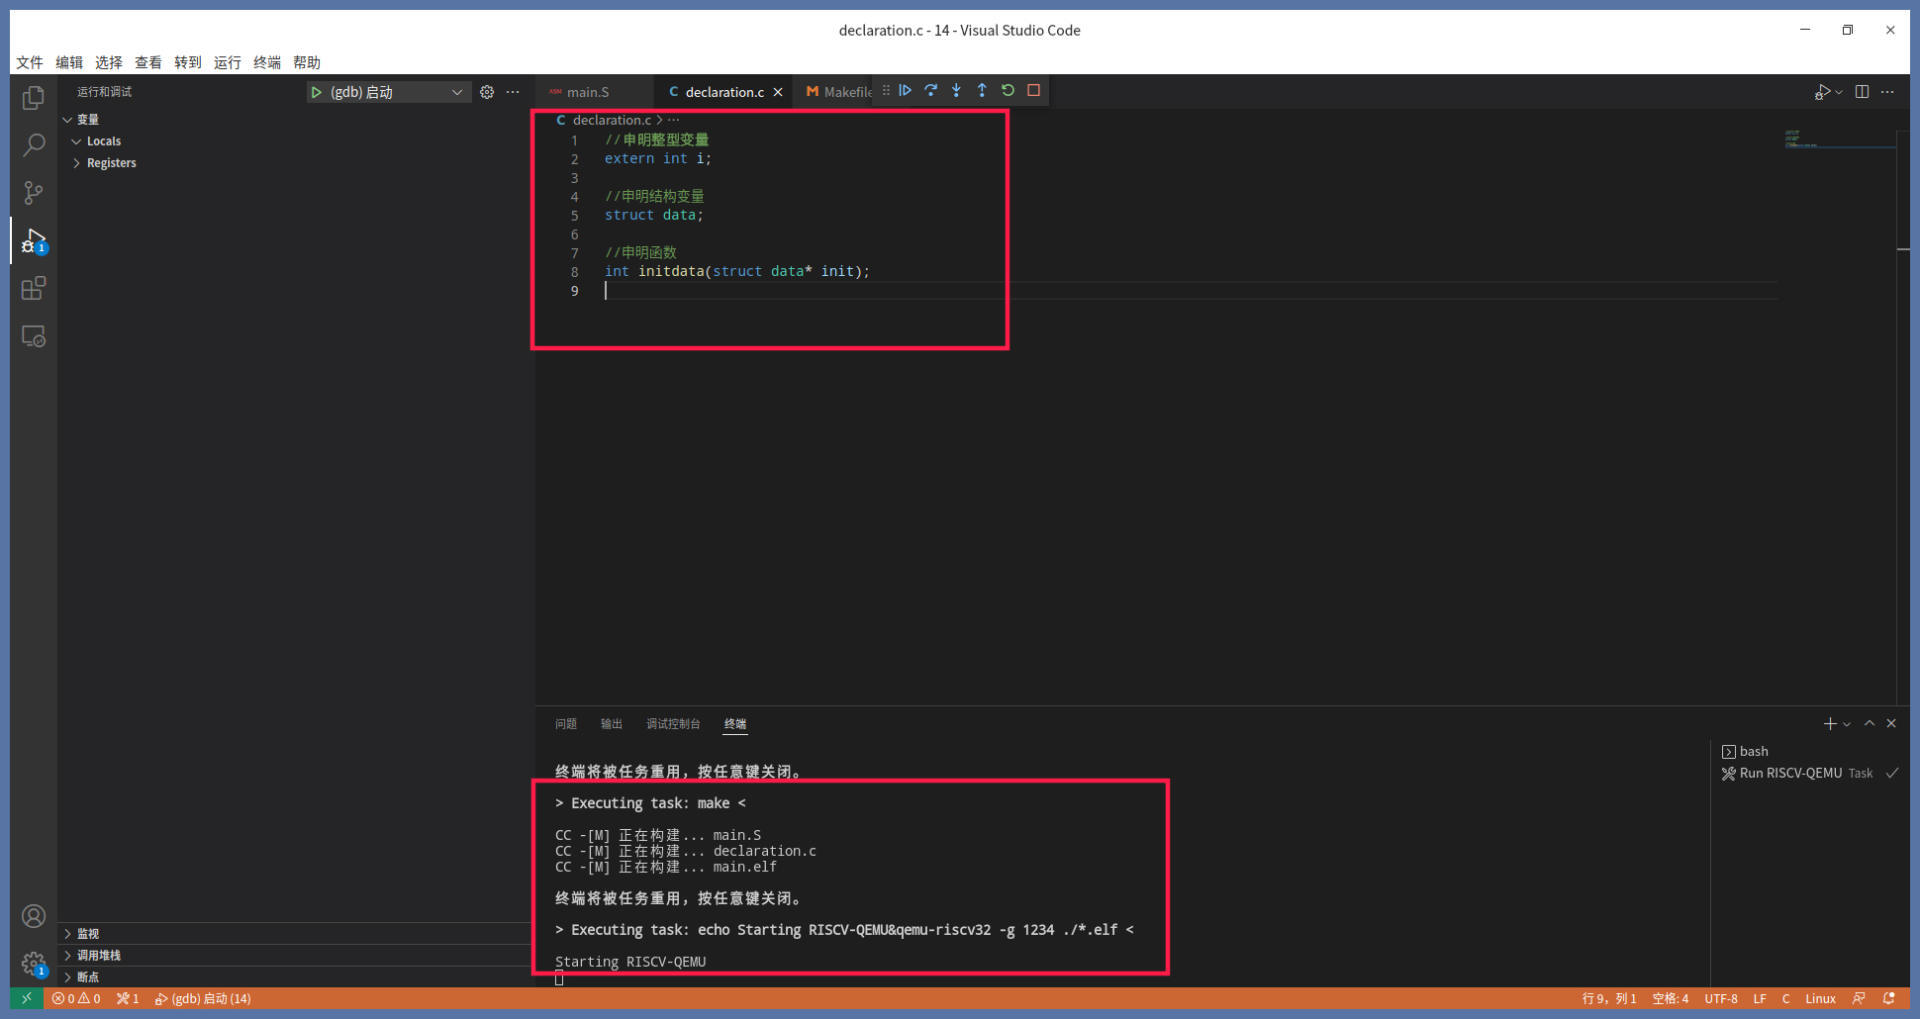 declaration.c - 14 - Visual Studio Code
文件 编辑 选择 查看 转到 运行 终端 帮助
运行和调试
(gdb) 启动
变量
Locals
Registers
ASM main.S
C declaration.c
M Makefile
C declaration.c > ...
1 //申明整型变量
2 extern int i;
3
4 //申明结构变量
5 struct data;
6
7 //申明函数
8 int initdata(struct data* init);
9
问题 输出 调试控制台 终端
终端将被任务重用，按任意键关闭。
> Executing task: make <
CC -[M] 正在构建... main.S
CC -[M] 正在构建... declaration.c
CC -[M] 正在构建... main.elf
终端将被任务重用，按任意键关闭。
> Executing task: echo Starting RISCV-QEMU&qemu-riscv32 -g 1234 ./*.elf <
Starting RISCV-QEMU
bash
Run RISCV-QEMU Task
1
监视
调用堆栈
断点
1
0 0 1 (gdb) 启动 (14)
行 9，列 1 空格: 4 UTF-8 LF C Linux